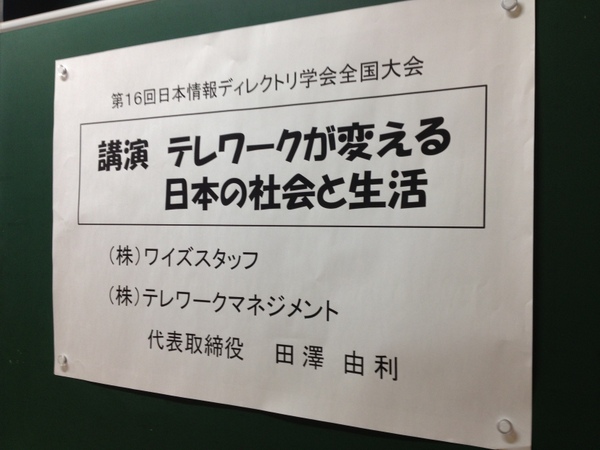 第16回日本情報ディレクトリ学会全国大会
講演 テレワークが変える
日本の社会と生活
(株)ワイズスタッフ
(株)テレワークマネジメント
代表取締役 田澤 由利